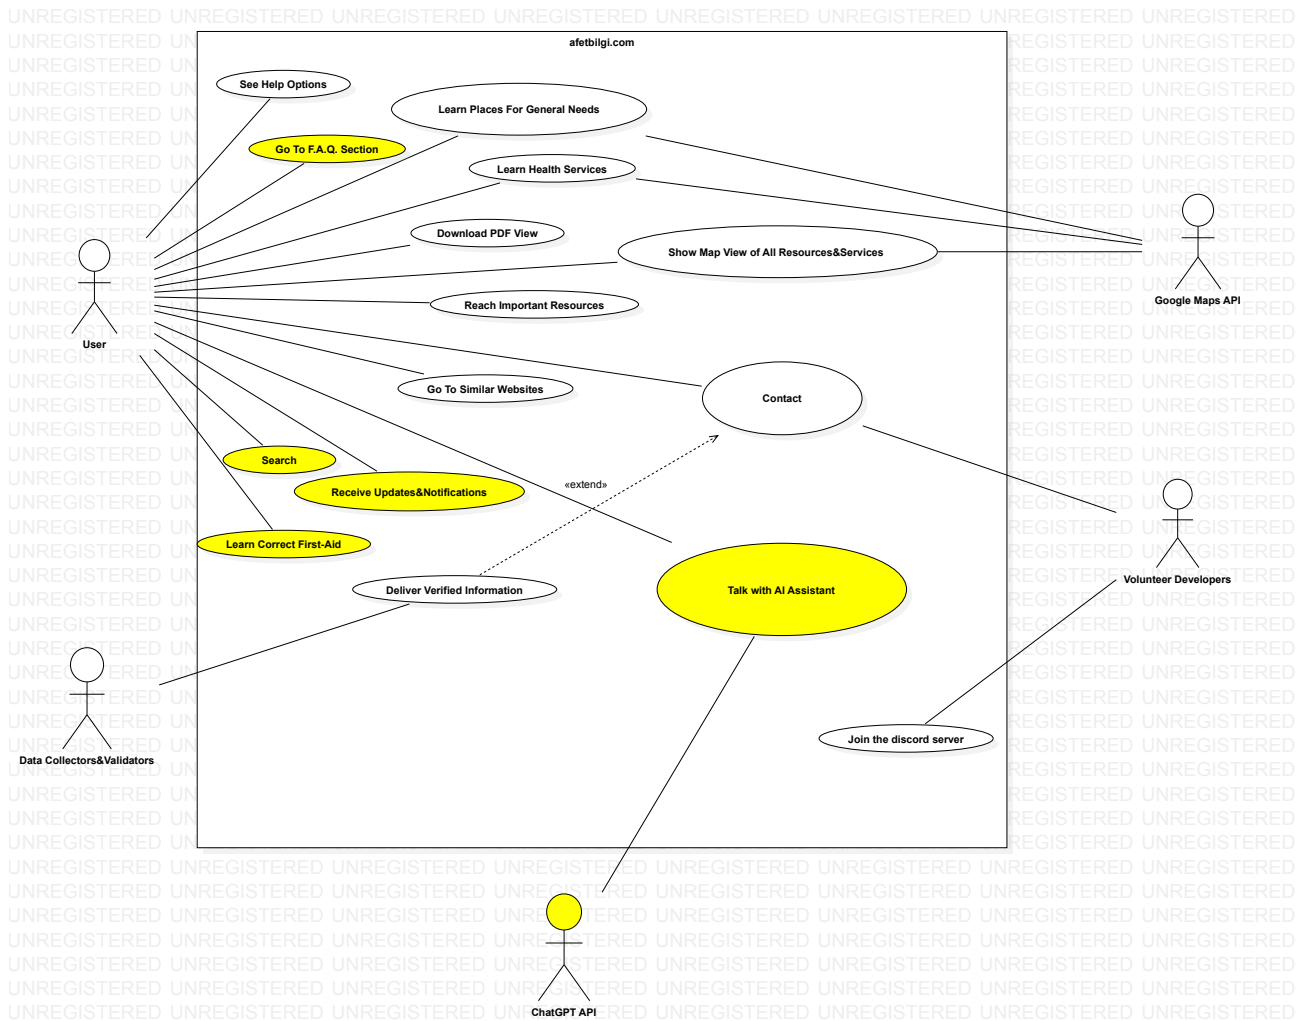 afetbilgi.com
See Help Options
Learn Places For General Needs
Go To F.A.Q. Section
Learn Health Services
Download PDF View
Show Map View of All Resources&Services
Google Maps API
Reach Important Resources
User
Go To Similar Websites
Contact
Search
«extend»
Receive Updates&Notifications
Learn Correct First-Aid
Volunteer Developers
Deliver Verified Information
Talk with AI Assistant
Join the discord server
Data Collectors&Validators
ChatGPT API
UNREGISTERED